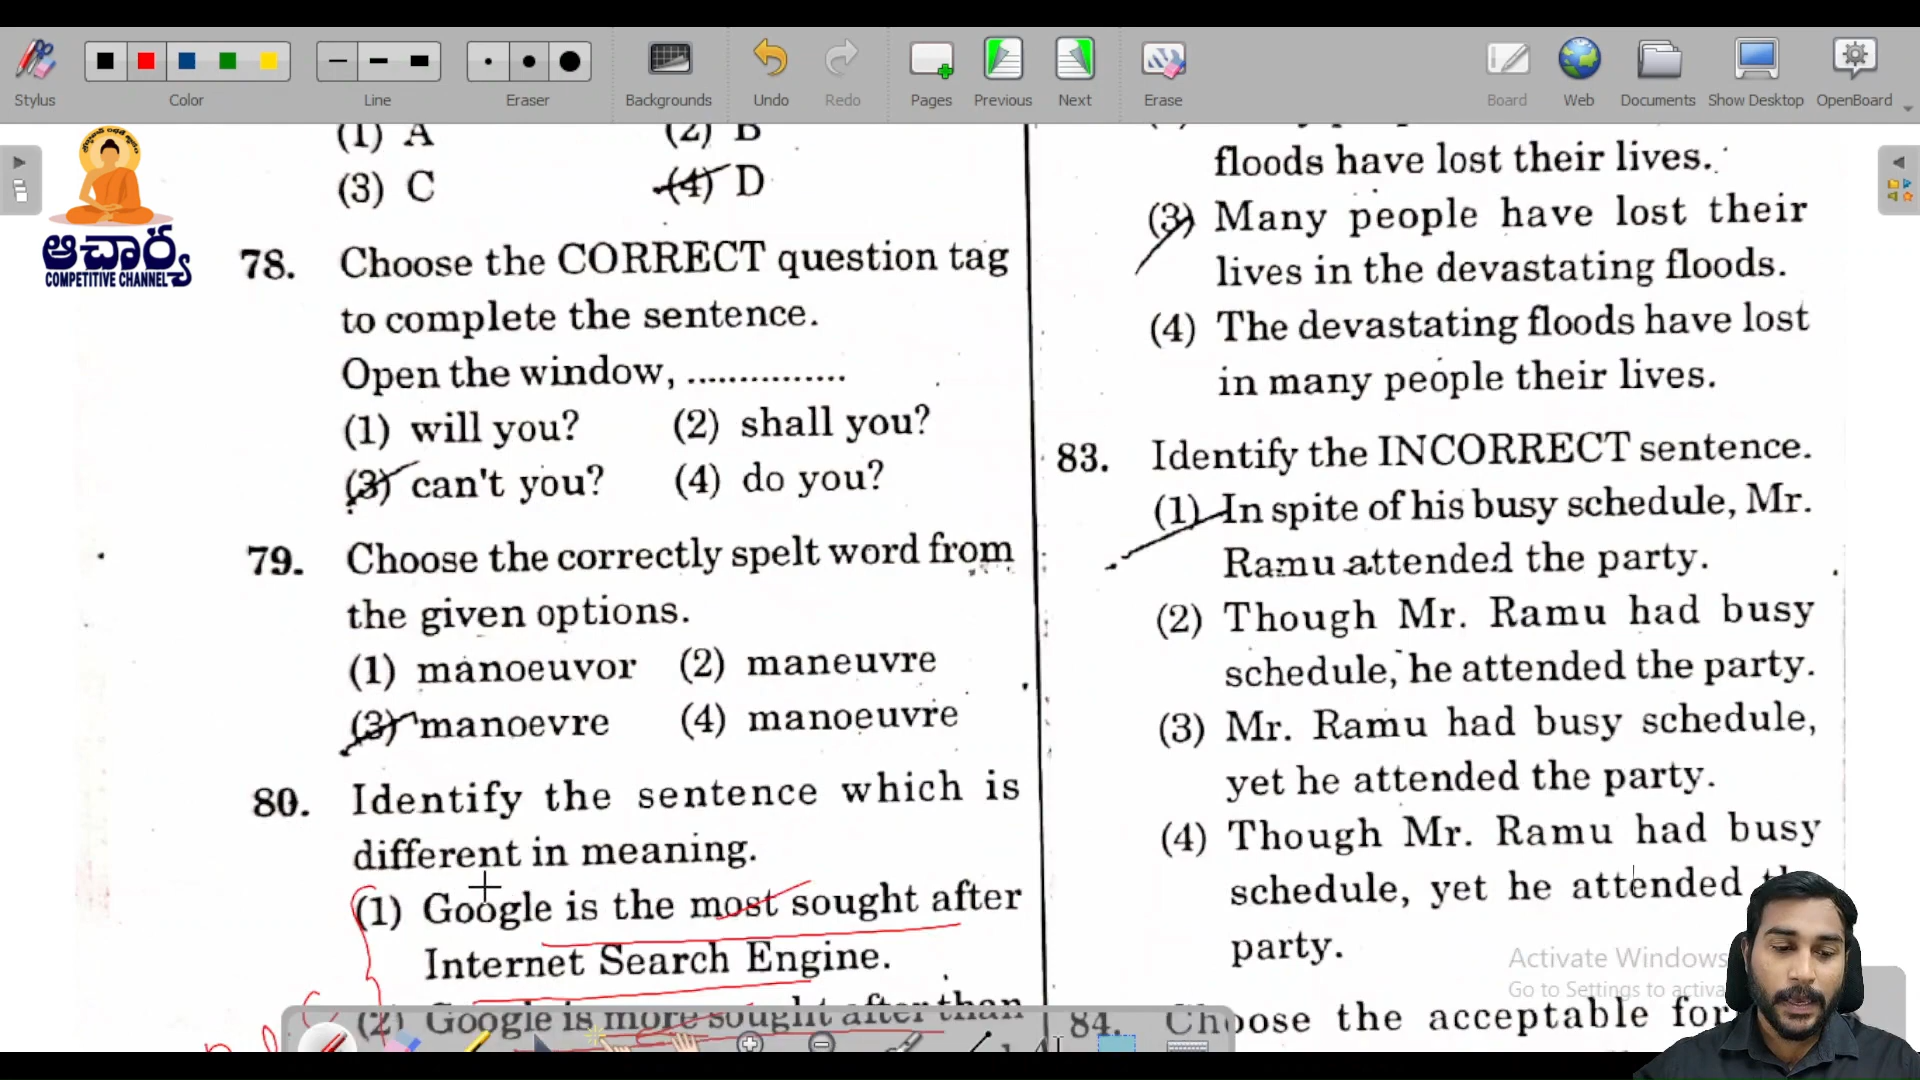 Stylus
Color
Line
Eraser
Backgrounds
Undo
Redo
Pages
Previous
Next
Erase
Board
Web
Documents
Show Desktop
OpenBoard
ఆచార్య
COMPETITIVE CHANNEL
(1) A (2) B
(3) C (4) D
78. Choose the CORRECT question tag
to complete the sentence.
Open the window, ...............
(1) will you? (2) shall you?
(3) can't you? (4) do you?
79. Choose the correctly spelt word from
the given options.
(1) manoeuvor (2) maneuvre
(3) manoevre (4) manoeuvre
80. Identify the sentence which is
different in meaning.
(1) Google is the most sought after
Internet Search Engine.
(2) Google is more sought after than
floods have lost their lives.
(3) Many people have lost their
lives in the devastating floods.
(4) The devastating floods have lost
in many people their lives.
83. Identify the INCORRECT sentence.
(1) In spite of his busy schedule, Mr.
Ramu attended the party.
(2) Though Mr. Ramu had busy
schedule, he attended the party.
(3) Mr. Ramu had busy schedule,
yet he attended the party.
(4) Though Mr. Ramu had busy
schedule, yet he attended
party.
84. Choose the acceptable
Activate Windows
Go to Settings to